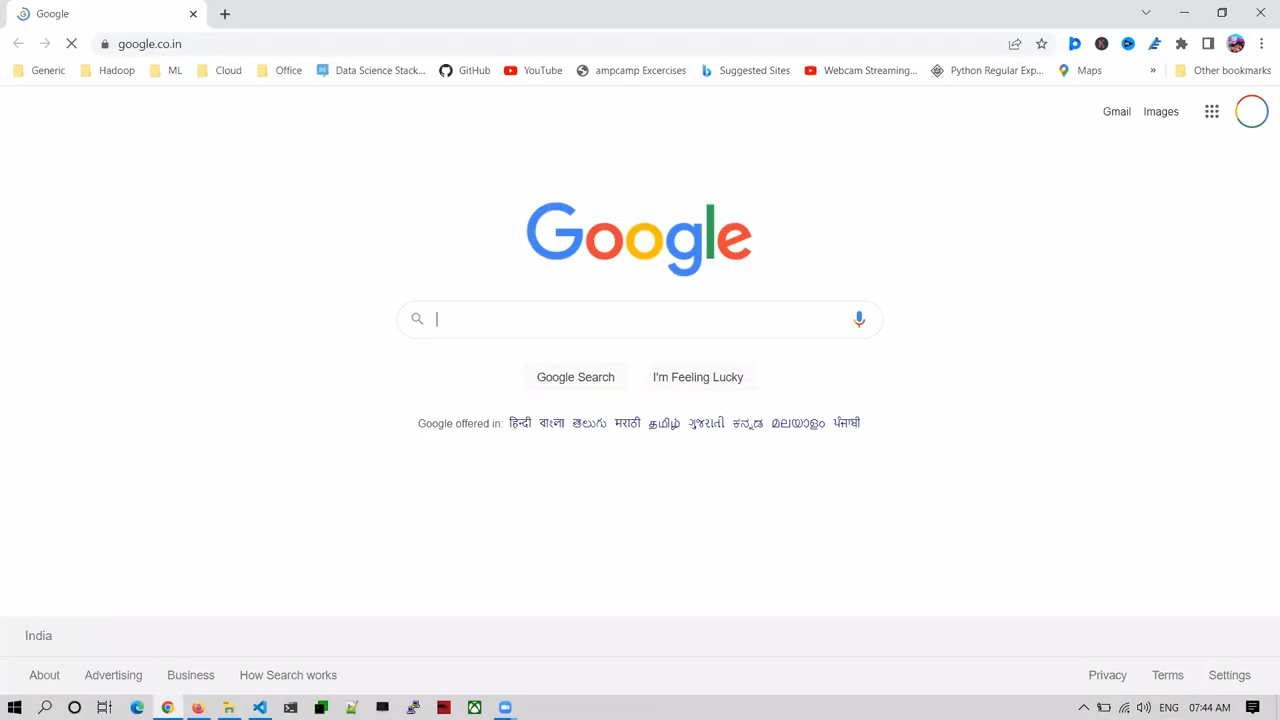 Google
google.co.in
Generic Hadoop ML Cloud Office Data Science Stack... GitHub YouTube ampcamp Excercises Suggested Sites Webcam Streaming... Python Regular Exp... Maps » Other bookmarks
Gmail Images
Google
Google Search I'm Feeling Lucky
Google offered in: हिन्दी বাংলা తెలుగు मराठी தமிழ் ગુજરાતી ಕನ್ನಡ മലയാളം ਪੰਜਾਬੀ
India
About Advertising Business How Search works Privacy Terms Settings
ENG 07:44 AM